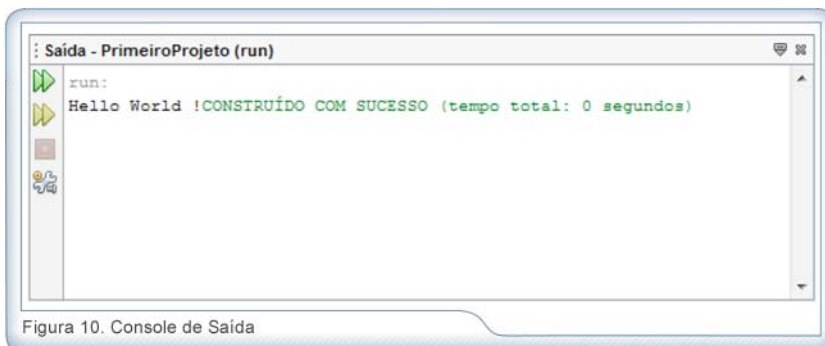 Saída - PrimeiroProjeto (run)
run:
Hello World !CONSTRUÍDO COM SUCESSO (tempo total: 0 segundos)
Figura 10. Console de Saída